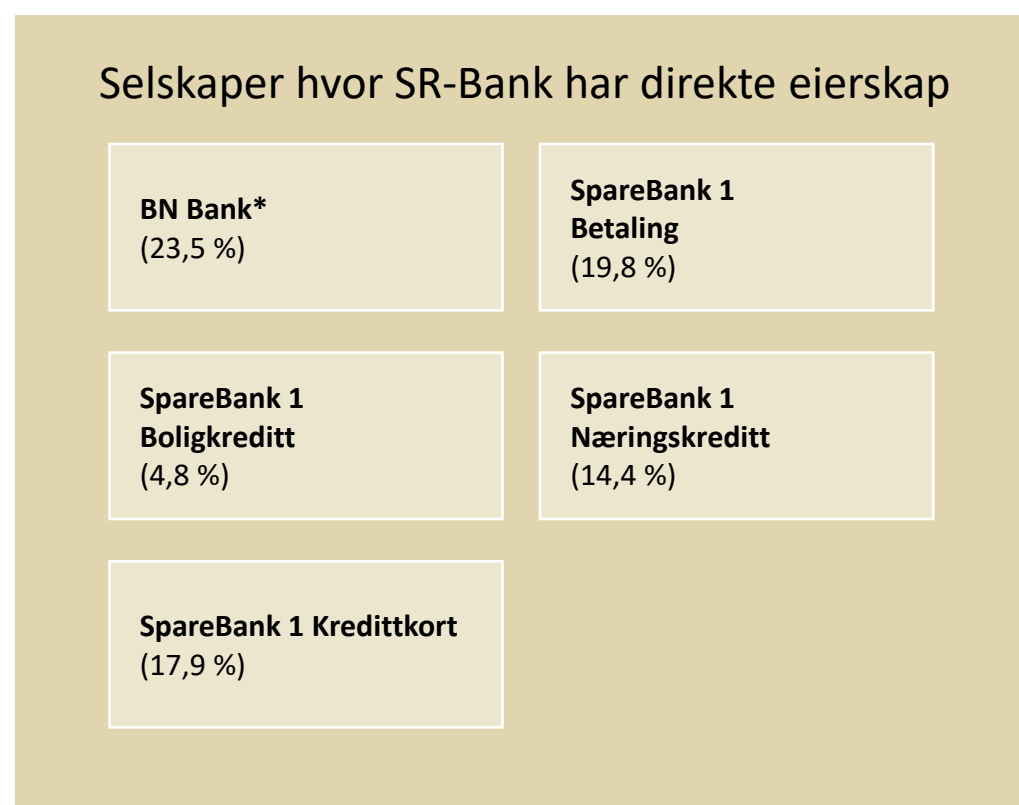 Selskaper hvor SR-Bank har direkte eierskap
BN Bank*
(23,5 %)
SpareBank 1
Betaling
(19,8 %)
SpareBank 1
Boligkreditt
(4,8 %)
SpareBank 1
Næringskreditt
(14,4 %)
SpareBank 1 Kredittkort
(17,9 %)